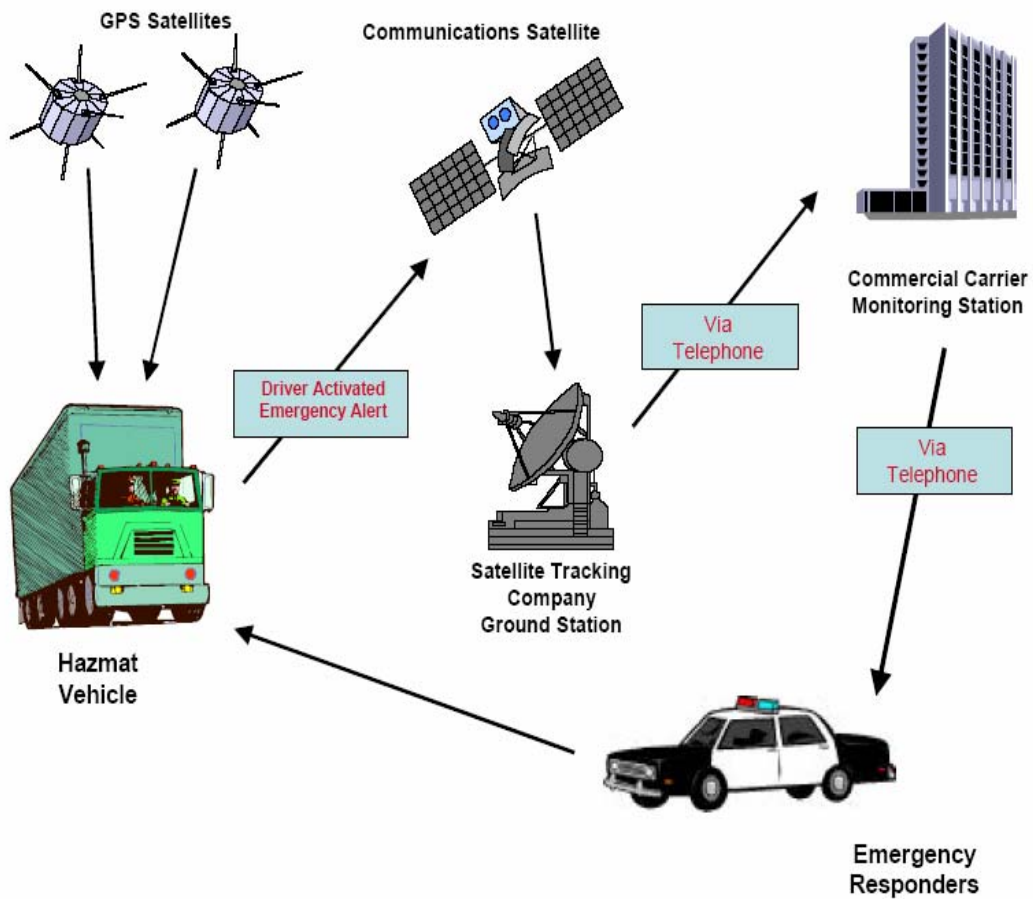 GPS Satellites
Communications Satellite
Commercial Carrier
Monitoring Station
Via
Telephone
Driver Activated
Emergency Alert
Via
Telephone
Satellite Tracking
Company
Ground Station
Hazmat
Vehicle
Emergency
Responders